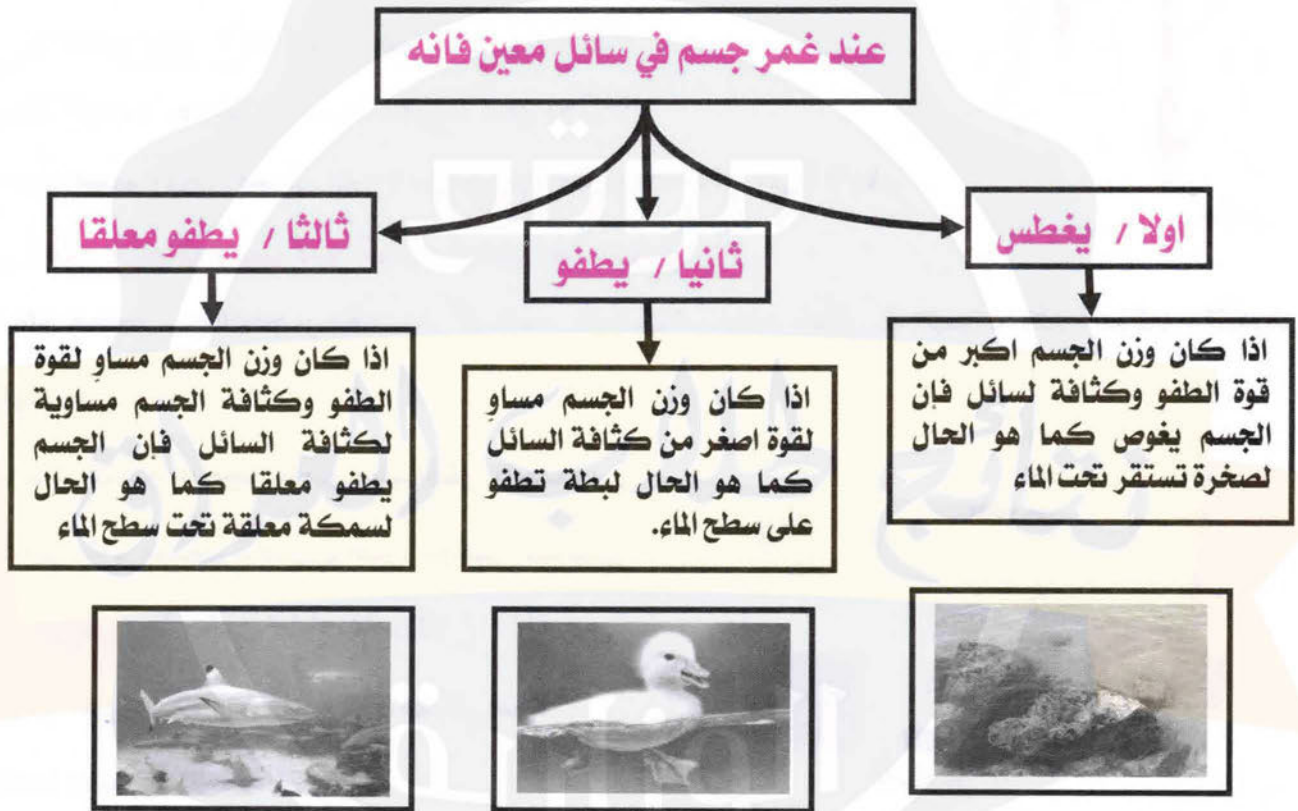 عند غمر جسم في سائل معين فانه
اولا / يغطس
اذا كان وزن الجسم اكبر من
قوة الطفو وكثافة لسائل فإن
الجسم يغوص كما هو الحال
لصخرة تستقر تحت الماء
ثانيا / يطفو
اذا كان وزن الجسم مساوٍ
لقوة اصغر من كثافة السائل
كما هو الحال لبطة تطفو
على سطح الماء.
ثالثا / يطفو معلقا
اذا كان وزن الجسم مساوٍ لقوة
الطفو وكثافة الجسم مساوية
لكثافة السائل فإن الجسم
يطفو معلقا كما هو الحال
لسمكة معلقة تحت سطح الماء